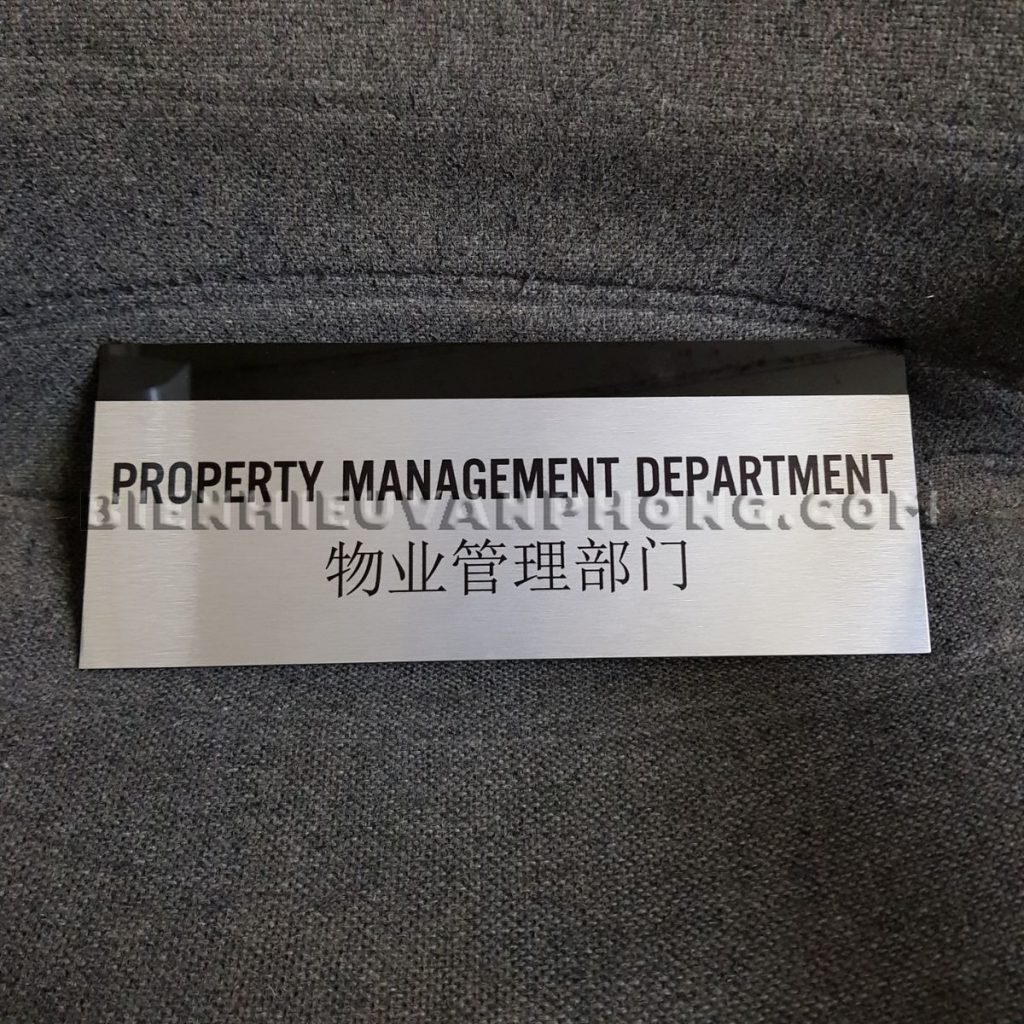 PROPERTY MANAGEMENT DEPARTMENT
BIENHIEUVANPHONG.COM
物业管理部门